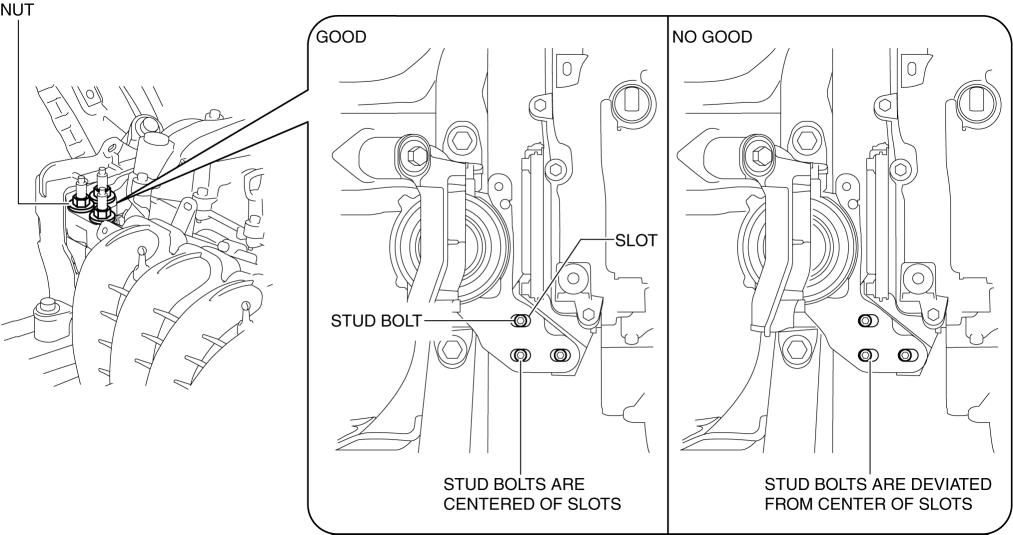 NUT
GOOD
SLOT
STUD BOLT
STUD BOLTS ARE
CENTERED OF SLOTS
NO GOOD
STUD BOLTS ARE DEVIATED
FROM CENTER OF SLOTS